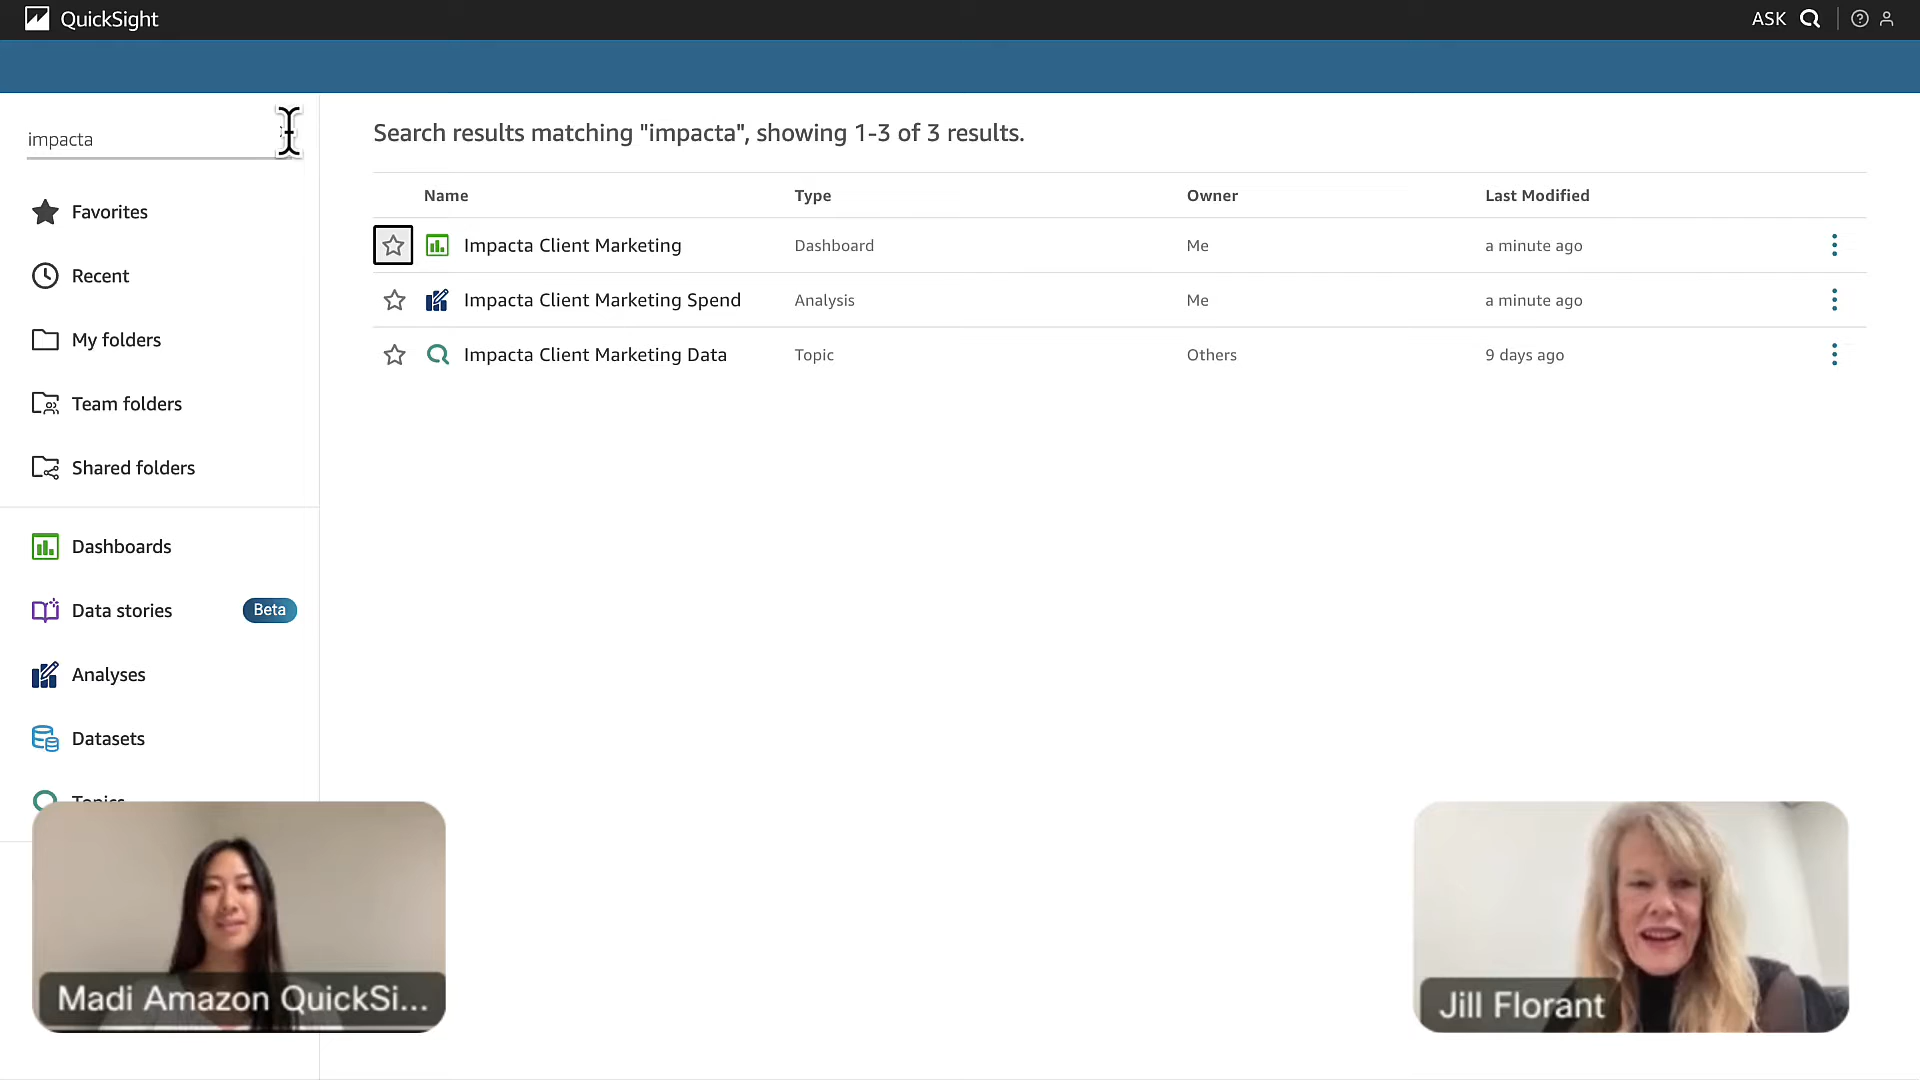 QuickSight
ASK
impacta
Search results matching "impacta", showing 1-3 of 3 results.
Name Type Owner Last Modified
Impacta Client Marketing Dashboard Me a minute ago
Impacta Client Marketing Spend Analysis Me a minute ago
Impacta Client Marketing Data Topic Others 9 days ago
Favorites
Recent
My folders
Team folders
Shared folders
Dashboards
Data stories Beta
Analyses
Datasets
Topics
Madi Amazon QuickSi...
Jill Florant